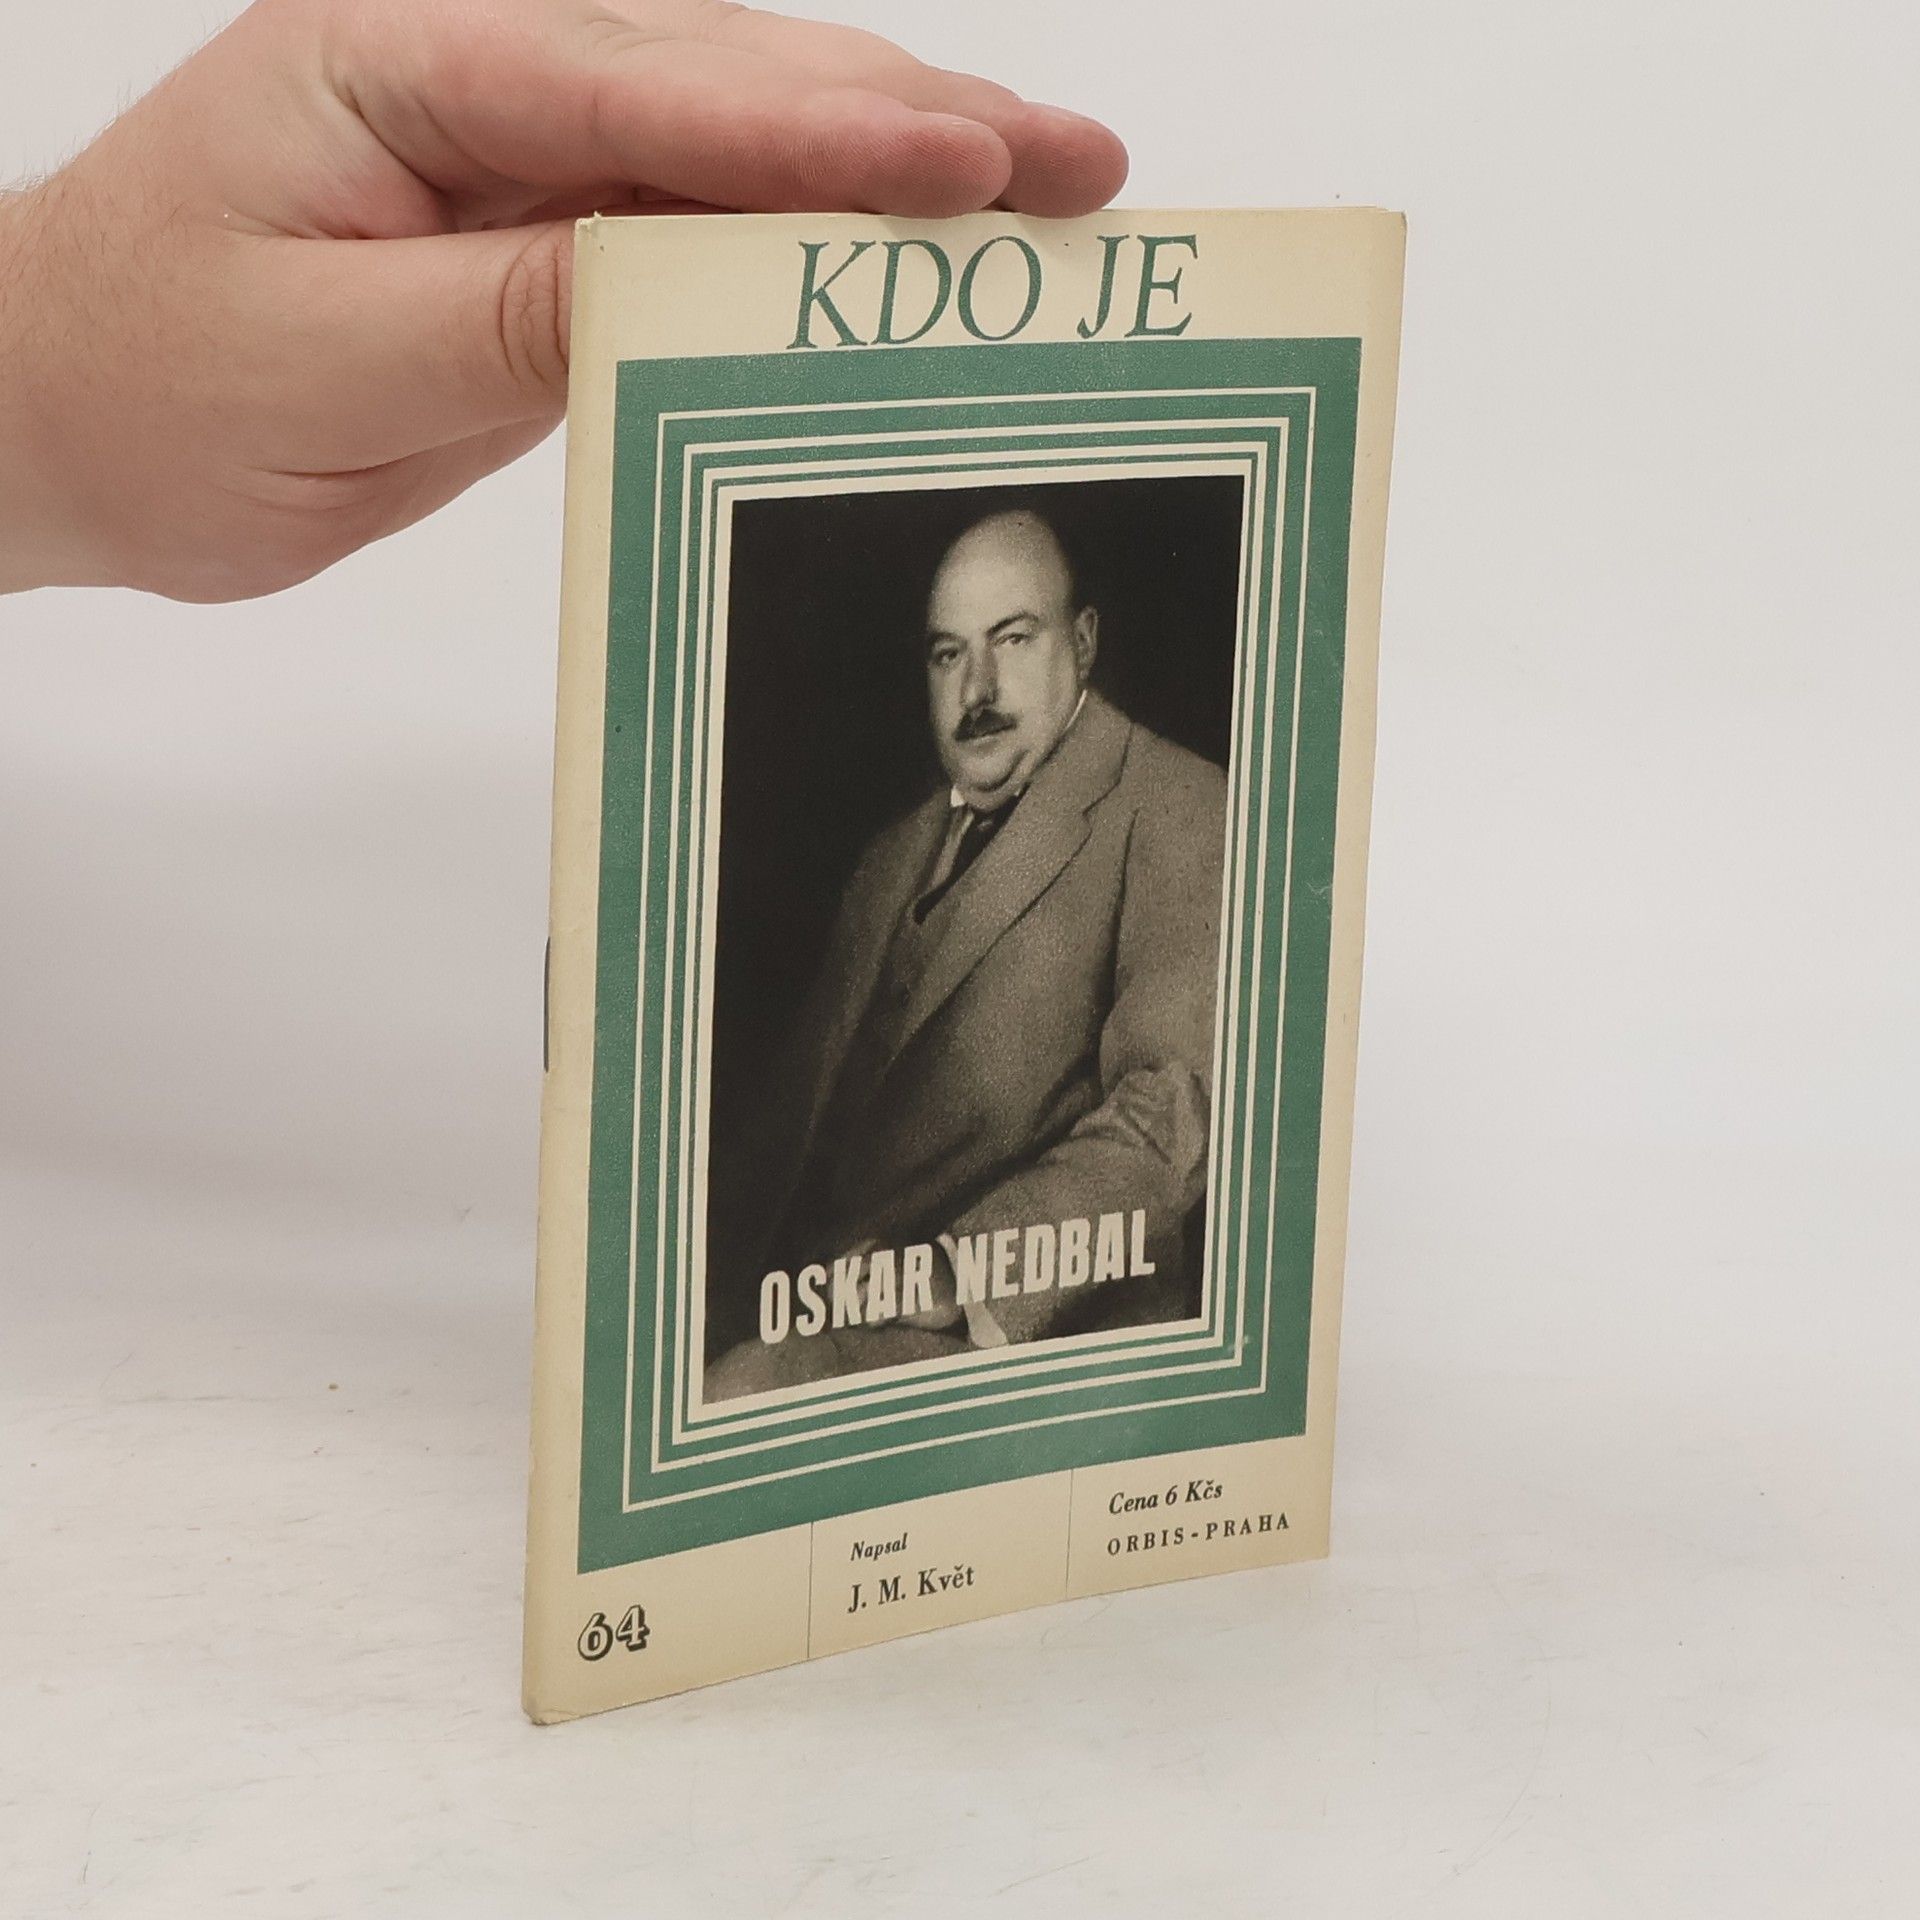 KDO JE
OSKAR NEDBAL
64
Napsal
J. M. Květ
Cena 6 Kčs
ORBIS-PRAHA